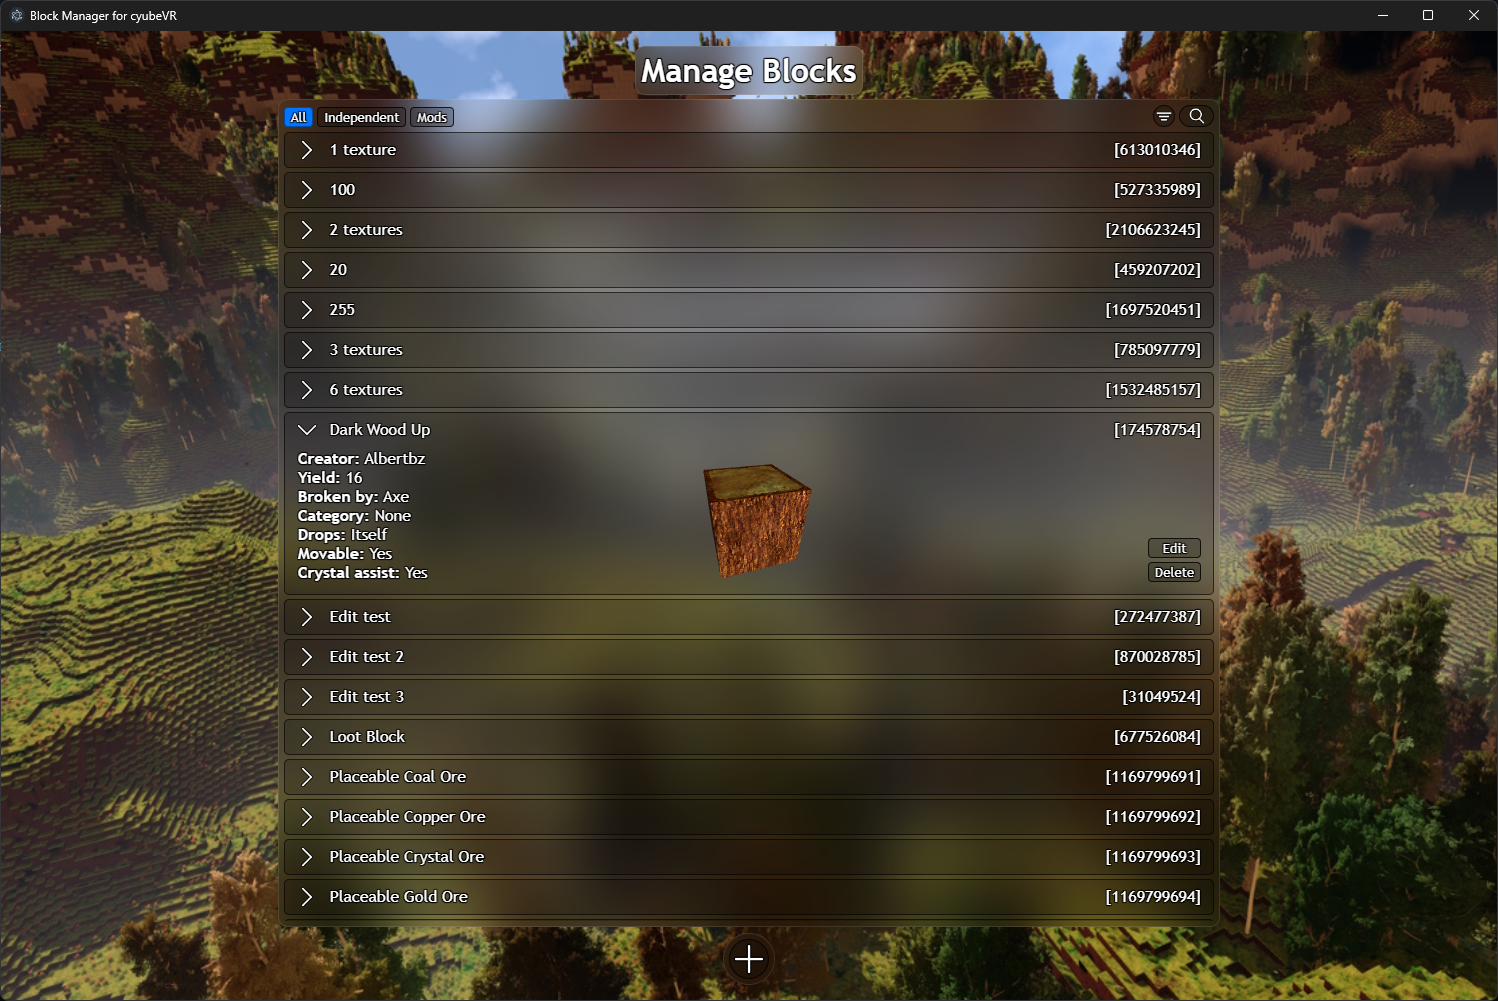 Block Manager for cyubeVR
Manage Blocks
All Independent Mods
1 texture [613010346]
100 [527335989]
2 textures [2106623245]
20 [459207202]
255 [1697520451]
3 textures [785097779]
6 textures [1532485157]
Dark Wood Up [174578754]
Creator: Albertbz
Yield: 16
Broken by: Axe
Category: None
Drops: Itself
Movable: Yes
Crystal assist: Yes
Edit
Delete
Edit test [272477387]
Edit test 2 [870028785]
Edit test 3 [31049524]
Loot Block [677526084]
Placeable Coal Ore [1169799691]
Placeable Copper Ore [1169799692]
Placeable Crystal Ore [1169799693]
Placeable Gold Ore [1169799694]